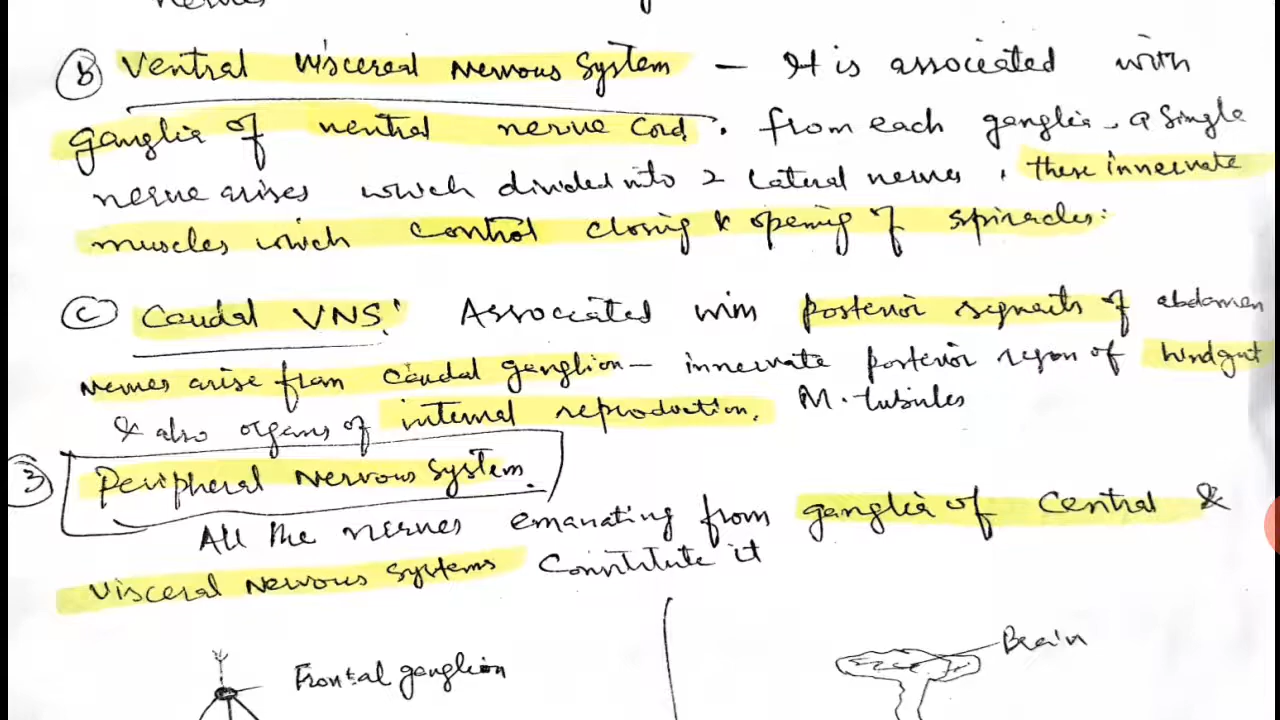 nerves
Ⓑ Ventral Visceral Nervous System - It is associated with
ganglia of ventral nerve cord. From each ganglia, a single
nerve arises which divided into 2 Lateral nerves, these innervate
muscles which control closing & opening of spiracles.
Ⓒ Caudal VNS: Associated with posterior segments of abdomen
nerves arise from caudal ganglion - innervate posterior region of hindgut
& also organs of internal reproduction. M. tubules
③ Peripheral Nervous System.
All the nerves emanating from ganglia of Central &
Visceral Nervous Systems Constitute it
Brain
Frontal ganglion